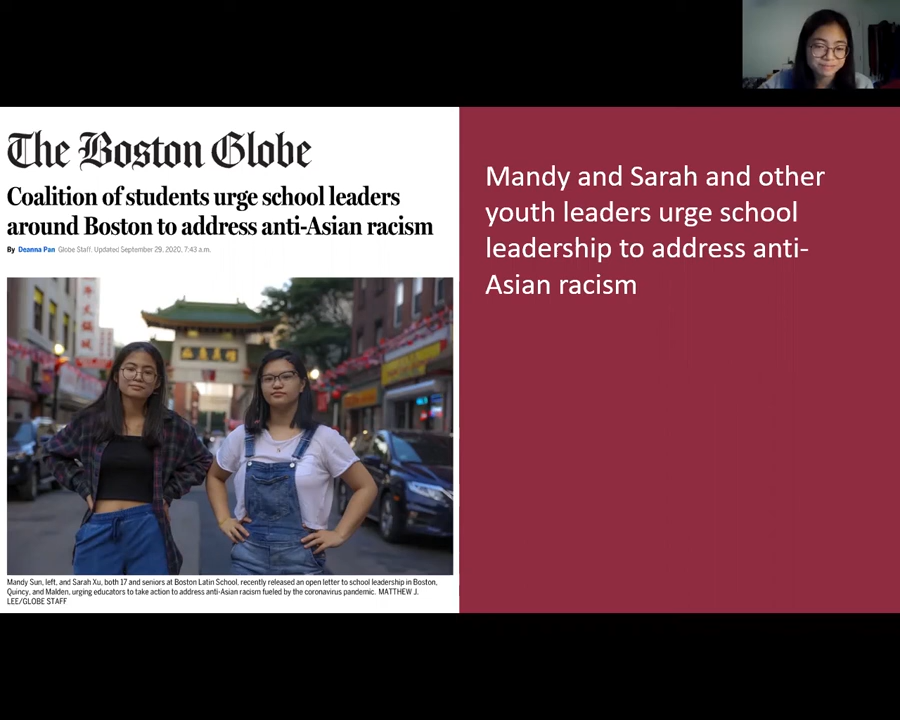 The Boston Globe
Coalition of students urge school leaders
around Boston to address anti-Asian racism
By Deanna Pan Globe Staff. Updated September 29, 2020, 7:43 a.m.
Mandy Sun, left, and Sarah Xu, both 17 and seniors at Boston Latin School, recently released an open letter to school leadership in Boston,
Quincy, and Malden, urging educators to take action to address anti-Asian racism fueled by the coronavirus pandemic. MATTHEW J.
LEE/GLOBE STAFF
Mandy and Sarah and other
youth leaders urge school
leadership to address anti-
Asian racism